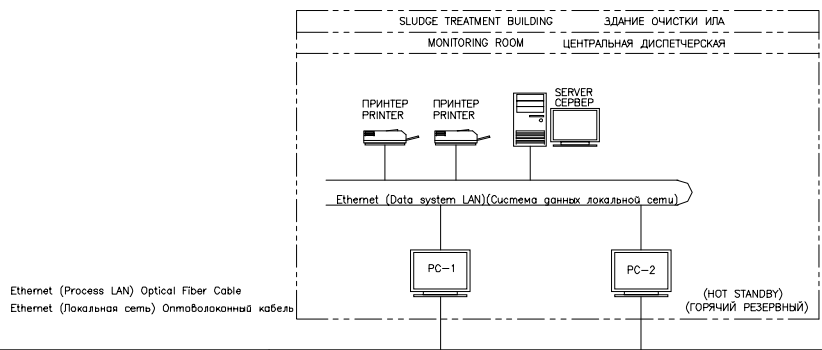 SLUDGE TREATMENT BUILDING ЗДАНИЕ ОЧИСТКИ ИЛА
MONITORING ROOM ЦЕНТРАЛЬНАЯ ДИСПЕТЧЕРСКАЯ
ПРИНТЕР
PRINTER
ПРИНТЕР
PRINTER
SERVER
СЕРВЕР
Ethernet (Data system LAN)(Система данных локальной сети)
PC-1
PC-2
Ethernet (Process LAN) Optical Fiber Cable
Ethernet (Локальная сеть) Оптоволоконный кабель
(HOT STANDBY)
(ГОРЯЧИЙ РЕЗЕРВНЫЙ)